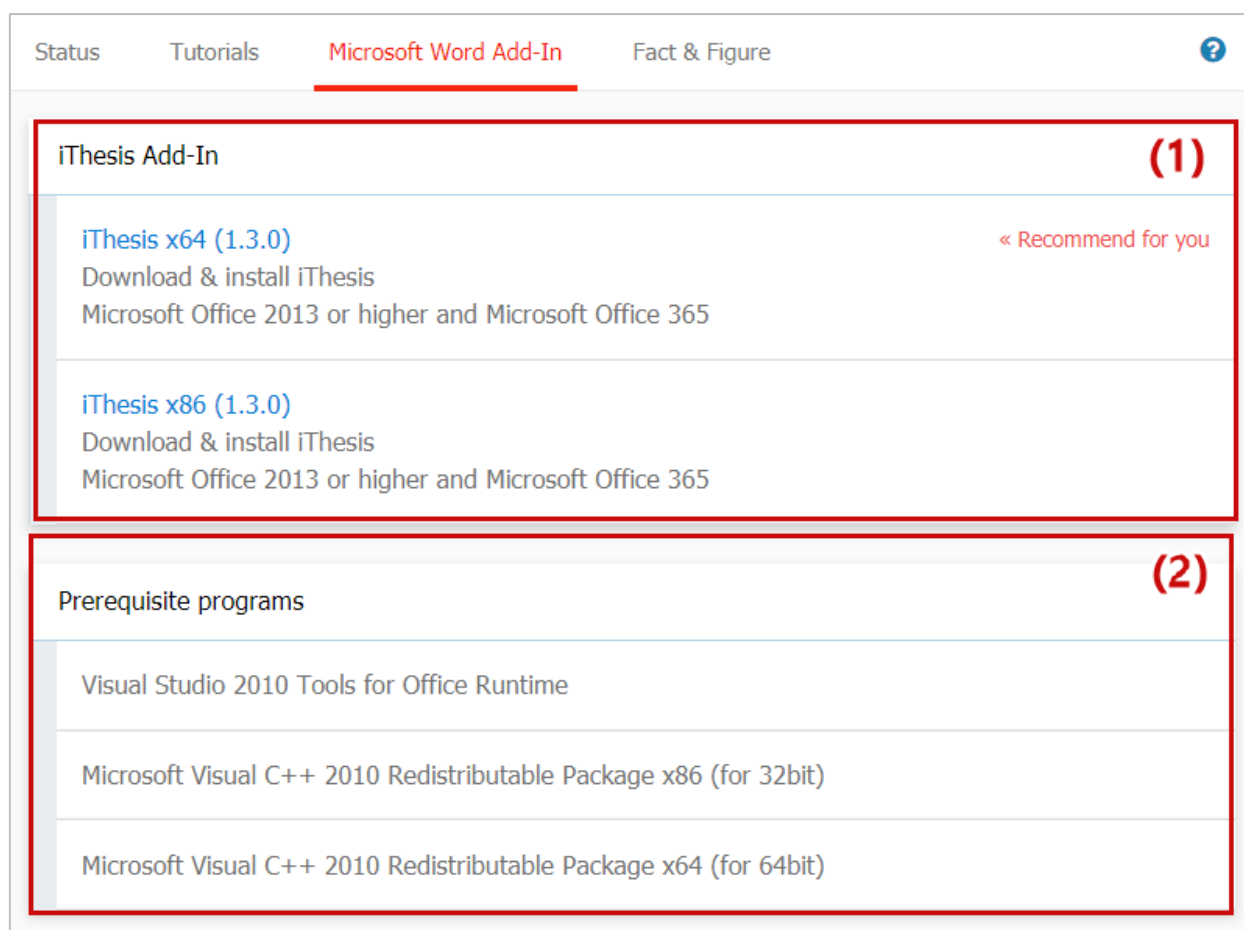 Status Tutorials Microsoft Word Add-In Fact & Figure ?
iThesis Add-In (1)
iThesis x64 (1.3.0) « Recommend for you
Download & install iThesis
Microsoft Office 2013 or higher and Microsoft Office 365
iThesis x86 (1.3.0)
Download & install iThesis
Microsoft Office 2013 or higher and Microsoft Office 365
(2)
Prerequisite programs
Visual Studio 2010 Tools for Office Runtime
Microsoft Visual C++ 2010 Redistributable Package x86 (for 32bit)
Microsoft Visual C++ 2010 Redistributable Package x64 (for 64bit)